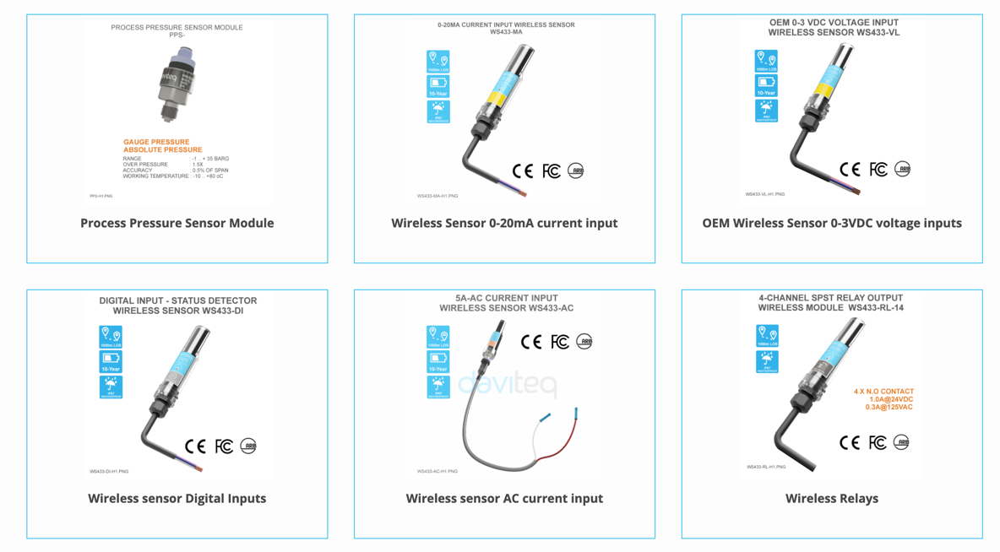 PROCESS PRESSURE SENSOR MODULE
PPS-
GAUGE PRESSURE
ABSOLUTE PRESSURE
RANGE : -1 .. + 35 BARG
OVER PRESSURE : 1.5X
ACCURACY : 0.5% OF SPAN
WORKING TEMPERATURE : -10 .. +80 oC
PPS-H1.PNG
Process Pressure Sensor Module
0-20MA CURRENT INPUT WIRELESS SENSOR
WS433-MA
1000m LOS
10-Year
IP67
WEATHERPROOF
CE FC ARIB
WS433-MA-H1.PNG
Wireless Sensor 0-20mA current input
OEM 0-3 VDC VOLTAGE INPUT
WIRELESS SENSOR WS433-VL
1000m LOS
10-Year
IP67
WEATHERPROOF
CE FC ARIB
WS433-VL-H1.PNG
OEM Wireless Sensor 0-3VDC voltage inputs
DIGITAL INPUT - STATUS DETECTOR
WIRELESS SENSOR WS433-DI
1000m LOS
10-Year
IP67
WEATHERPROOF
CE FC ARIB
WS433-DI-H1.PNG
Wireless sensor Digital Inputs
5A-AC CURRENT INPUT
WIRELESS SENSOR WS433-AC
1000m LOS
10-Year
IP67
WEATHERPROOF
CE FC ARIB
daviteq
WS433-AC-H1.PNG
Wireless sensor AC current input
4-CHANNEL SPST RELAY OUTPUT
WIRELESS MODULE WS433-RL-14
1000m LOS
IP67
WEATHERPROOF
4 X N.O CONTACT
1.0A@24VDC
0.3A@125VAC
CE FC ARIB
WS433-RL-H1.PNG
Wireless Relays